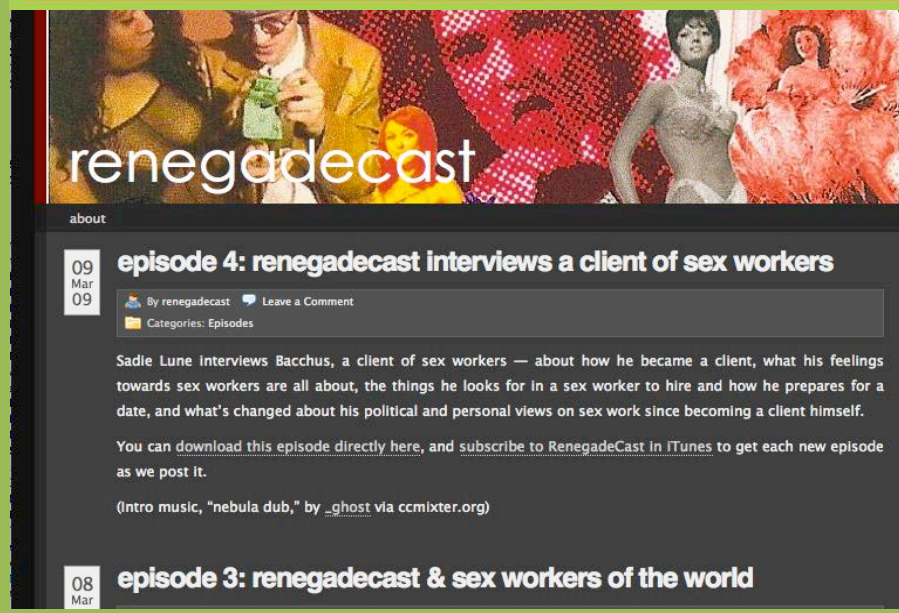 renegadecast
about
09
Mar
09
episode 4: renegadecast interviews a client of sex workers
By renegadecast Leave a Comment
Categories: Episodes
Sadie Lune interviews Bacchus, a client of sex workers — about how he became a client, what his feelings
towards sex workers are all about, the things he looks for in a sex worker to hire and how he prepares for a
date, and what's changed about his political and personal views on sex work since becoming a client himself.
You can download this episode directly here, and subscribe to RenegadeCast in iTunes to get each new episode
as we post it.
(Intro music, “nebula dub,” by _ghost via ccmixter.org)
08
Mar
episode 3: renegadecast & sex workers of the world